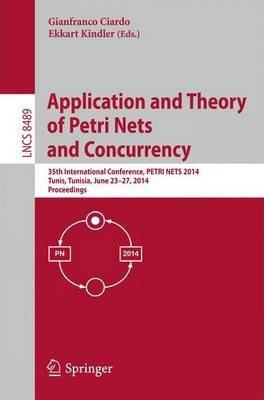 Gianfranco Ciardo
Ekkart Kindler (Eds.)
LNCS 8489
Application and Theory
of Petri Nets
and Concurrency
35th International Conference, PETRI NETS 2014
Tunis, Tunisia, June 23–27, 2014
Proceedings
PN
2014
Springer